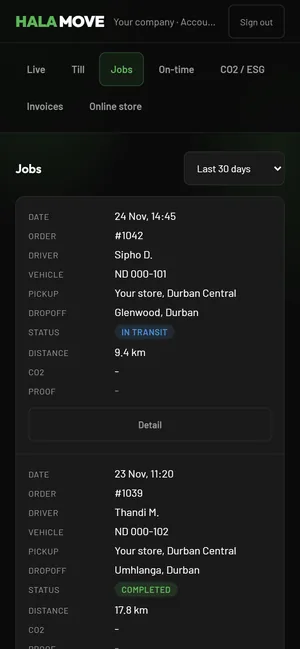 HALA MOVE Your company · Accou... Sign out
Live Till Jobs On-time CO2 / ESG
Invoices Online store
Jobs Last 30 days
DATE 24 Nov, 14:45
ORDER #1042
DRIVER Sipho D.
VEHICLE ND 000-101
PICKUP Your store, Durban Central
DROPOFF Glenwood, Durban
STATUS IN TRANSIT
DISTANCE 9.4 km
CO2 -
PROOF -
Detail
DATE 23 Nov, 11:20
ORDER #1039
DRIVER Thandi M.
VEHICLE ND 000-102
PICKUP Your store, Durban Central
DROPOFF Umhlanga, Durban
STATUS COMPLETED
DISTANCE 17.8 km
CO2 -
PROOF -